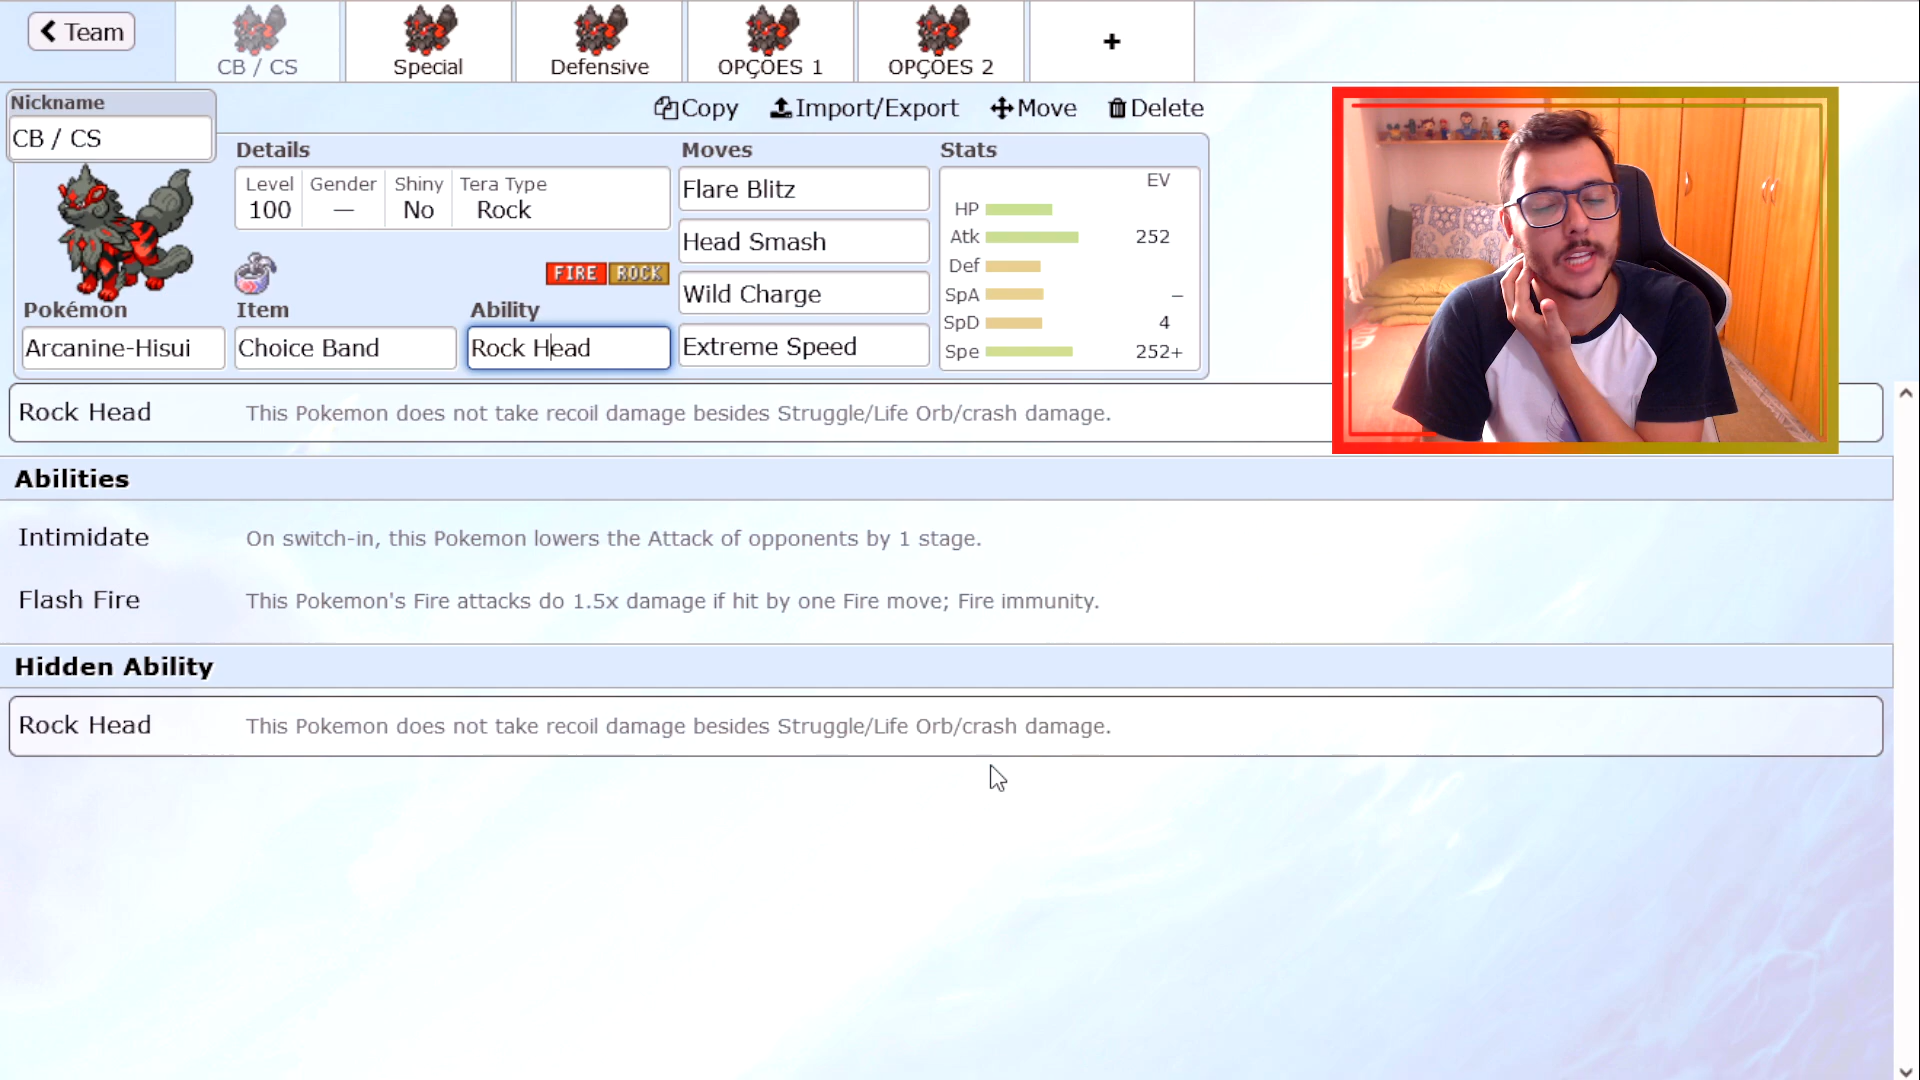 Team
CB / CS
Special
Defensive
OPÇÕES 1
OPÇÕES 2
+
Nickname
CB / CS
Copy
Import/Export
Move
Delete
Details
Moves
Stats
Level
100
Gender
—
Shiny
No
Tera Type
Rock
FIRE ROCK
Pokémon
Arcanine-Hisui
Item
Choice Band
Ability
Rock Head
Flare Blitz
Head Smash
Wild Charge
Extreme Speed
EV
HP
Atk 252
Def
SpA –
SpD 4
Spe 252+
Rock Head This Pokemon does not take recoil damage besides Struggle/Life Orb/crash damage.
Abilities
Intimidate On switch-in, this Pokemon lowers the Attack of opponents by 1 stage.
Flash Fire This Pokemon's Fire attacks do 1.5x damage if hit by one Fire move; Fire immunity.
Hidden Ability
Rock Head This Pokemon does not take recoil damage besides Struggle/Life Orb/crash damage.